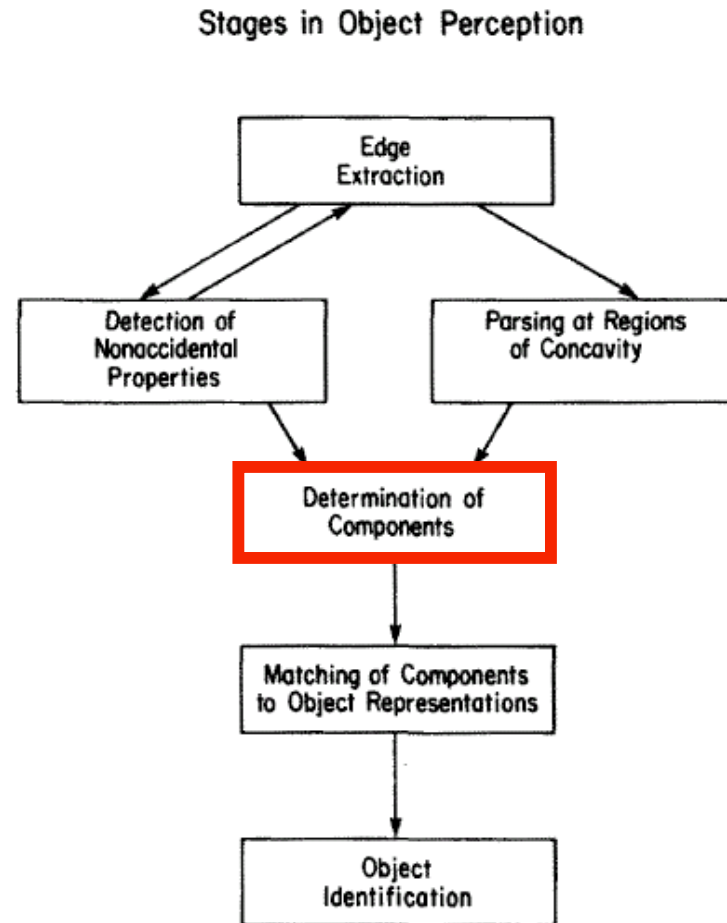 Stages in Object Perception
Edge
Extraction
Detection of
Nonaccidental
Properties
Parsing at Regions
of Concavity
Determination of
Components
Matching of Components
to Object Representations
Object
Identification